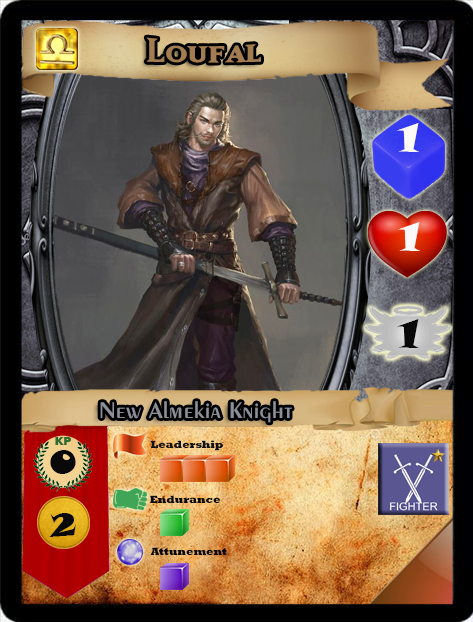 Loufal
1
1
1
New Almekia Knight
KP
Leadership
Endurance
2
Attunement
FIGHTER